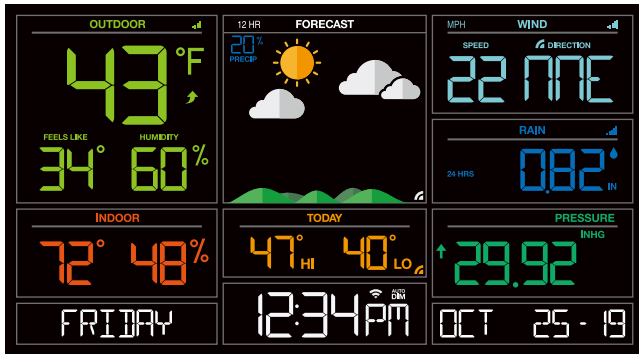 OUTDOOR
43°F
FEELS LIKE HUMIDITY
34° 60%
12 HR FORECAST
20%
PRECIP
MPH WIND
SPEED DIRECTION
22 NNE
RAIN
24 HRS 0.82 IN
INDOOR
72° 48%
TODAY
47° HI 40° LO
PRESSURE
INHG
29.92
FRIDAY
AUTO
DIM
12:34 PM
OCT 25-19